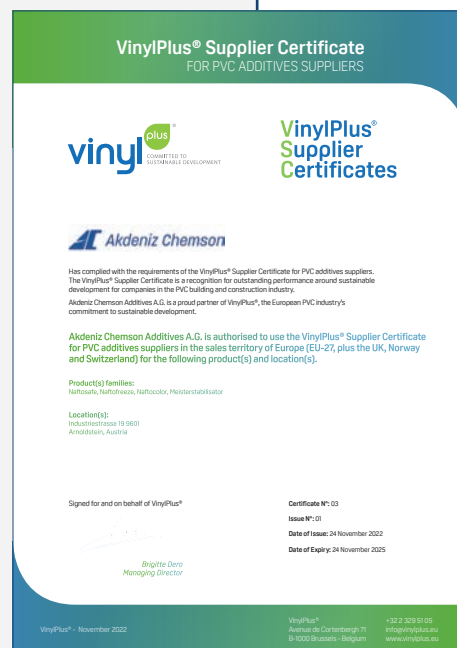 VinylPlus® Supplier Certificate
FOR PVC ADDITIVES SUPPLIERS
vinyl plus®
COMMITTED TO
SUSTAINABLE DEVELOPMENT
VinylPlus®
Supplier
Certificates
AC Akdeniz Chemson
Has complied with the requirements of the VinylPlus® Supplier Certificate for PVC additives suppliers.
The VinylPlus® Supplier Certificate is a recognition for outstanding performance around sustainable
development for companies in the PVC building and construction industry.
Akdeniz Chemson Additives A.G. is a proud partner of VinylPlus®, the European PVC industry's
commitment to sustainable development.
Akdeniz Chemson Additives A.G. is authorised to use the VinylPlus® Supplier Certificate
for PVC additives suppliers in the sales territory of Europe (EU-27, plus the UK, Norway
and Switzerland) for the following product(s) and location(s).
Product(s) families:
Naftosafe, Naftofreeze, Naftocolor, Meisterstabilisator
Location(s):
Industriestrasse 19 9601
Arnoldstein, Austria
Signed for and on behalf of VinylPlus®
Brigitte Dero
Managing Director
Certificate N°: 03
Issue N°: 01
Date of Issue: 24 November 2022
Date of Expiry: 24 November 2025
VinylPlus® - November 2022
VinylPlus®
Avenue de Cortenbergh 71
B-1000 Brussels - Belgium
+32 2 329 51 05
info@vinylplus.eu
www.vinylplus.eu